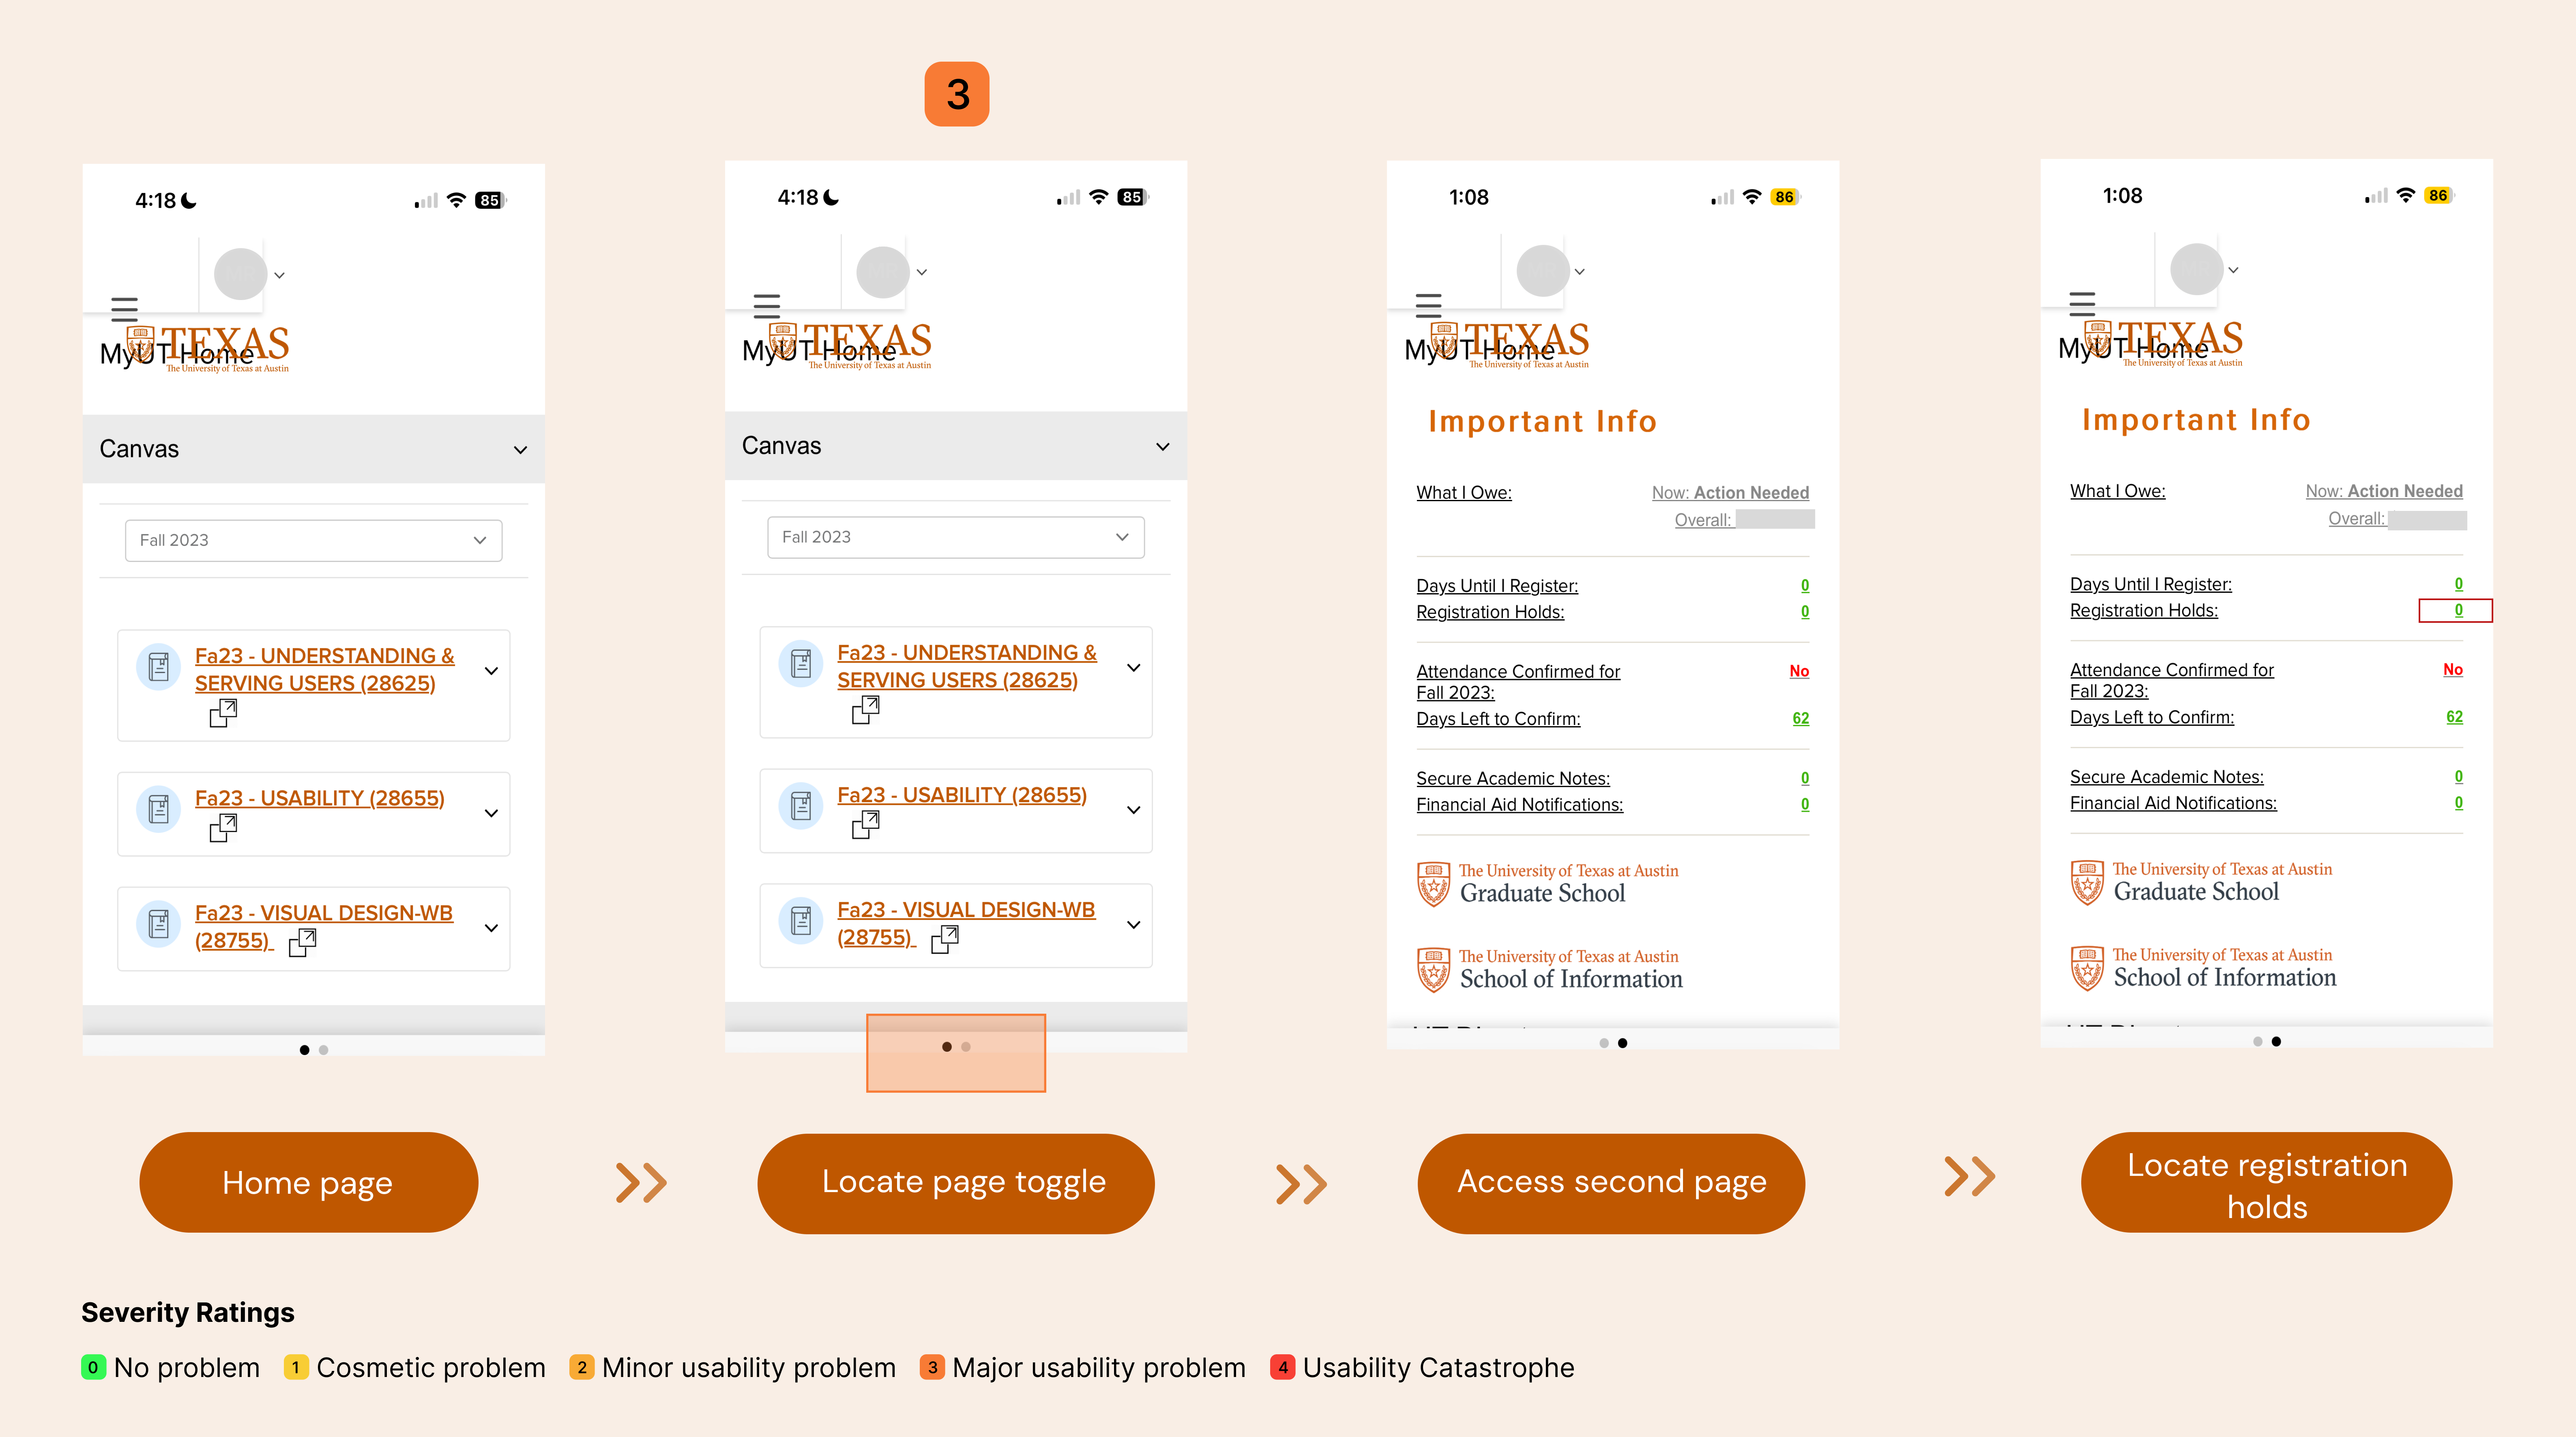 3
4:18
85
MyUT Home
TEXAS
The University of Texas at Austin
Canvas
Fall 2023
Fa23 - UNDERSTANDING &
SERVING USERS (28625)
Fa23 - USABILITY (28655)
Fa23 - VISUAL DESIGN-WB
(28755)
Home page
4:18
85
MyUT Home
TEXAS
The University of Texas at Austin
Canvas
Fall 2023
Fa23 - UNDERSTANDING &
SERVING USERS (28625)
Fa23 - USABILITY (28655)
Fa23 - VISUAL DESIGN-WB
(28755)
Locate page toggle
1:08
86
MyUT Home
TEXAS
The University of Texas at Austin
Important Info
What I Owe: Now: Action Needed
Overall:
Days Until I Register: 0
Registration Holds: 0
Attendance Confirmed for No
Fall 2023:
Days Left to Confirm: 62
Secure Academic Notes: 0
Financial Aid Notifications: 0
The University of Texas at Austin
Graduate School
The University of Texas at Austin
School of Information
Access second page
1:08
86
MyUT Home
TEXAS
The University of Texas at Austin
Important Info
What I Owe: Now: Action Needed
Overall:
Days Until I Register: 0
Registration Holds: 0
Attendance Confirmed for No
Fall 2023:
Days Left to Confirm: 62
Secure Academic Notes: 0
Financial Aid Notifications: 0
The University of Texas at Austin
Graduate School
The University of Texas at Austin
School of Information
Locate registration
holds
Severity Ratings
0 No problem 1 Cosmetic problem 2 Minor usability problem 3 Major usability problem 4 Usability Catastrophe